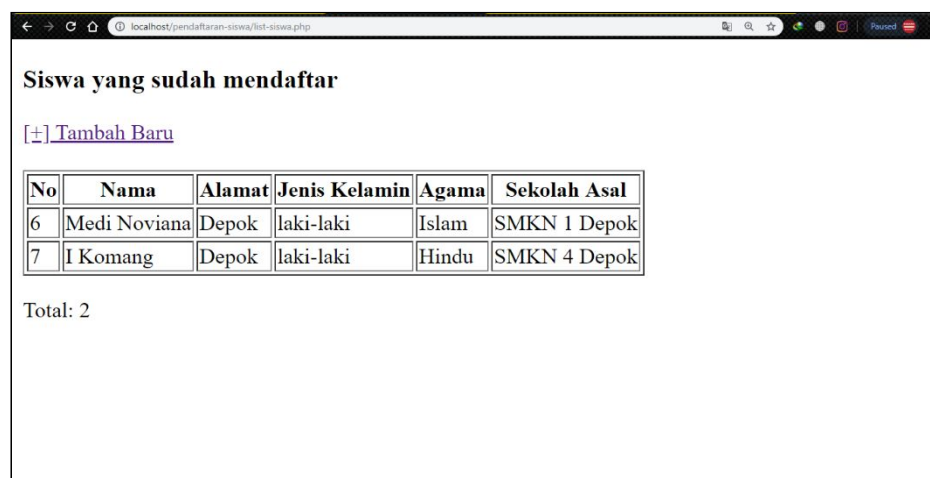 localhost/pendaftaran-siswa/list-siswa.php
Paused
Siswa yang sudah mendaftar
[+] Tambah Baru
No Nama Alamat Jenis Kelamin Agama Sekolah Asal
6 Medi Noviana Depok laki-laki Islam SMKN 1 Depok
7 I Komang Depok laki-laki Hindu SMKN 4 Depok
Total: 2